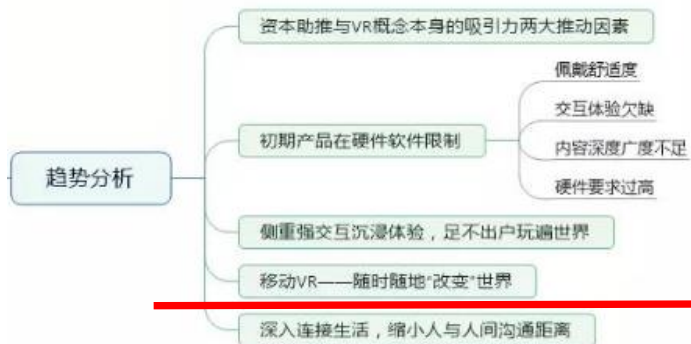 资本助推与VR概念本身的吸引力两大推动因素
佩戴舒适度
交互体验欠缺
初期产品在硬件软件限制
内容深度广度不足
硬件要求过高
趋势分析
侧重强交互沉浸体验，足不出户玩遍世界
移动VR——随时随地“改变”世界
深入连接生活，缩小人与人间沟通距离